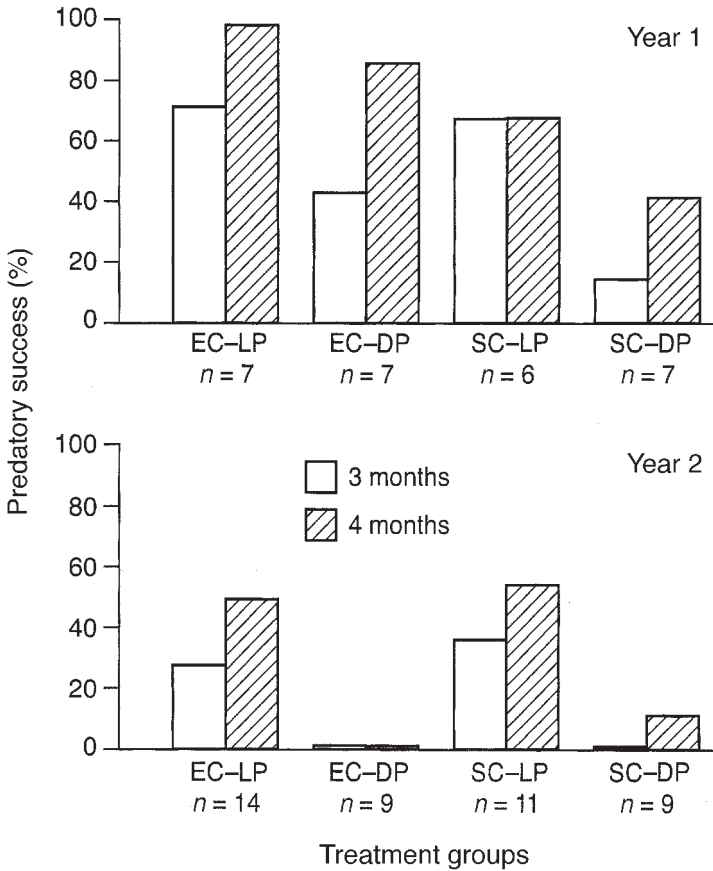 Predatory success (%)
Year 1
100
80
60
40
20
0
EC–LP EC–DP SC–LP SC–DP
n = 7 n = 7 n = 6 n = 7
Year 2
100
80
60
40
20
0
3 months
4 months
EC–LP EC–DP SC–LP SC–DP
n = 14 n = 9 n = 11 n = 9
Treatment groups